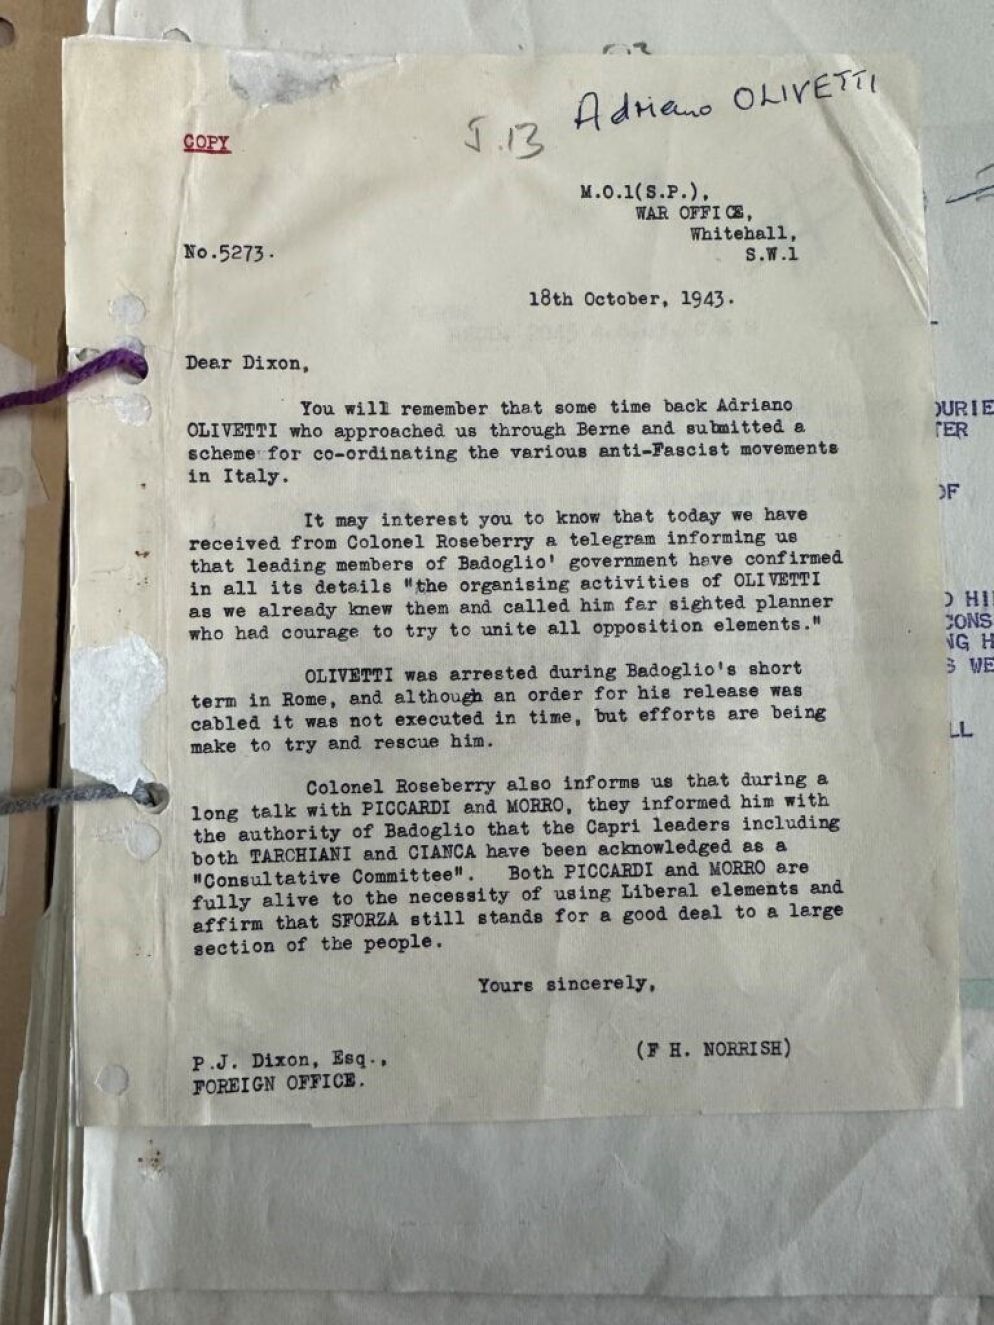 Adriano OLIVETTI
J.13
COPY
M.O.1(S.P.),
WAR OFFICE,
Whitehall,
S.W.1
No.5273.
18th October, 1943.
Dear Dixon,
You will remember that some time back Adriano
OLIVETTI who approached us through Berne and submitted a
scheme for co-ordinating the various anti-Fascist movements
in Italy.
It may interest you to know that today we have
received from Colonel Roseberry a telegram informing us
that leading members of Badoglio' government have confirmed
in all its details "the organising activities of OLIVETTI
as we already knew them and called him far sighted planner
who had courage to try to unite all opposition elements."
OLIVETTI was arrested during Badoglio's short
term in Rome, and although an order for his release was
cabled it was not executed in time, but efforts are being
make to try and rescue him.
Colonel Roseberry also informs us that during a
long talk with PICCARDI and MORRO, they informed him with
the authority of Badoglio that the Capri leaders including
both TARCHIANI and CIANCA have been acknowledged as a
"Consultative Committee". Both PICCARDI and MORRO are
fully alive to the necessity of using Liberal elements and
affirm that SFORZA still stands for a good deal to a large
section of the people.
Yours sincerely,
(F H. NORRISH)
P.J. Dixon, Esq.,
FOREIGN OFFICE.
OURIE
TER
OF
HI
CONS
NG H
S WE
LL